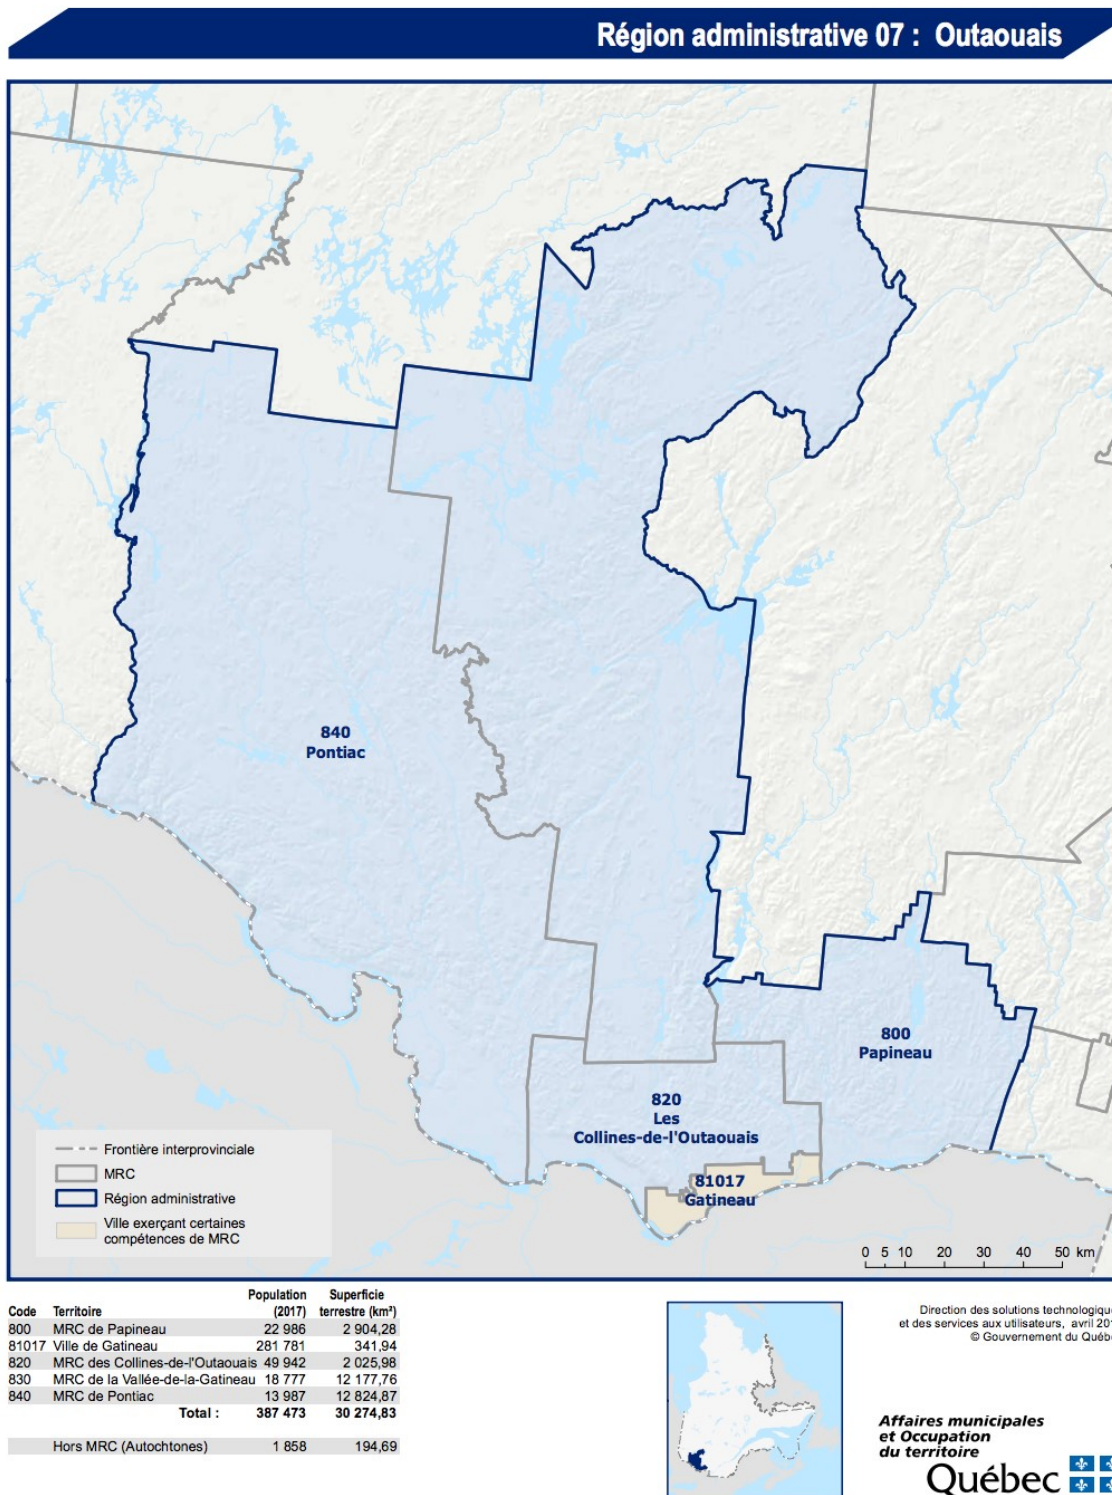 Région administrative 07 : Outaouais
840
Pontiac
800
Papineau
820
Les
Collines-de-l'Outaouais
81017
Gatineau
Frontière interprovinciale
MRC
Région administrative
Ville exerçant certaines
compétences de MRC
0 5 10 20 30 40 50 km
Population Superficie
Code Territoire (2017) terrestre (km²)
800 MRC de Papineau 22 986 2 904,28
81017 Ville de Gatineau 281 781 341,94
820 MRC des Collines-de-l'Outaouais 49 942 2 025,98
830 MRC de la Vallée-de-la-Gatineau 18 777 12 177,76
840 MRC de Pontiac 13 987 12 824,87
Total : 387 473 30 274,83
Hors MRC (Autochtones) 1 858 194,69
Direction des solutions technologique
et des services aux utilisateurs, avril 201
© Gouvernement du Québe
Affaires municipales
et Occupation
du territoire
Québec